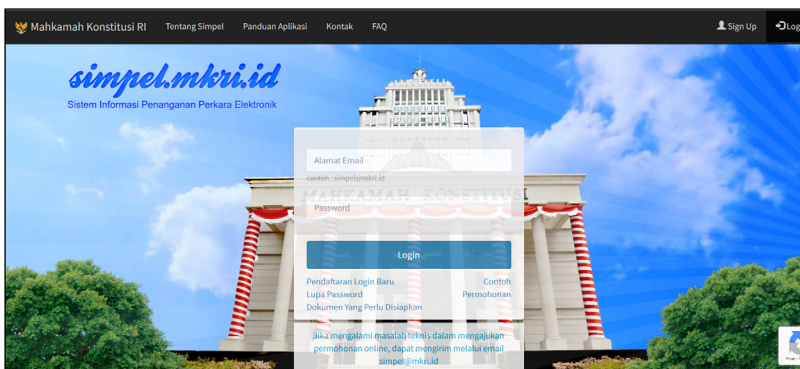 Mahkamah Konstitusi RI Tentang Simpel Panduan Aplikasi Kontak FAQ Sign Up Log
simpel.mkri.id
Sistem Informasi Penanganan Perkara Elektronik
Alamat Email
contoh : simpel@mkri.id
MAHKAMAH KONSTITUSI
Password
Login
Pendaftaran Login Baru Contoh
Lupa Password Permohonan
Dokumen Yang Perlu Disiapkan
Jika mengalami masalah teknis dalam mengajukan
permohonan online, dapat mengirim melalui email
simpel@mkri.id